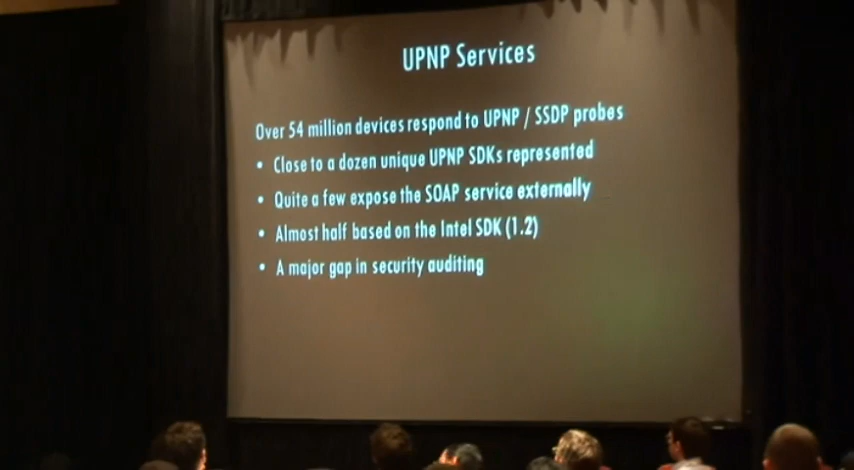 UPNP Services
Over 54 million devices respond to UPNP / SSDP probes
• Close to a dozen unique UPNP SDKs represented
• Quite a few expose the SOAP service externally
• Almost half based on the Intel SDK (1.2)
• A major gap in security auditing